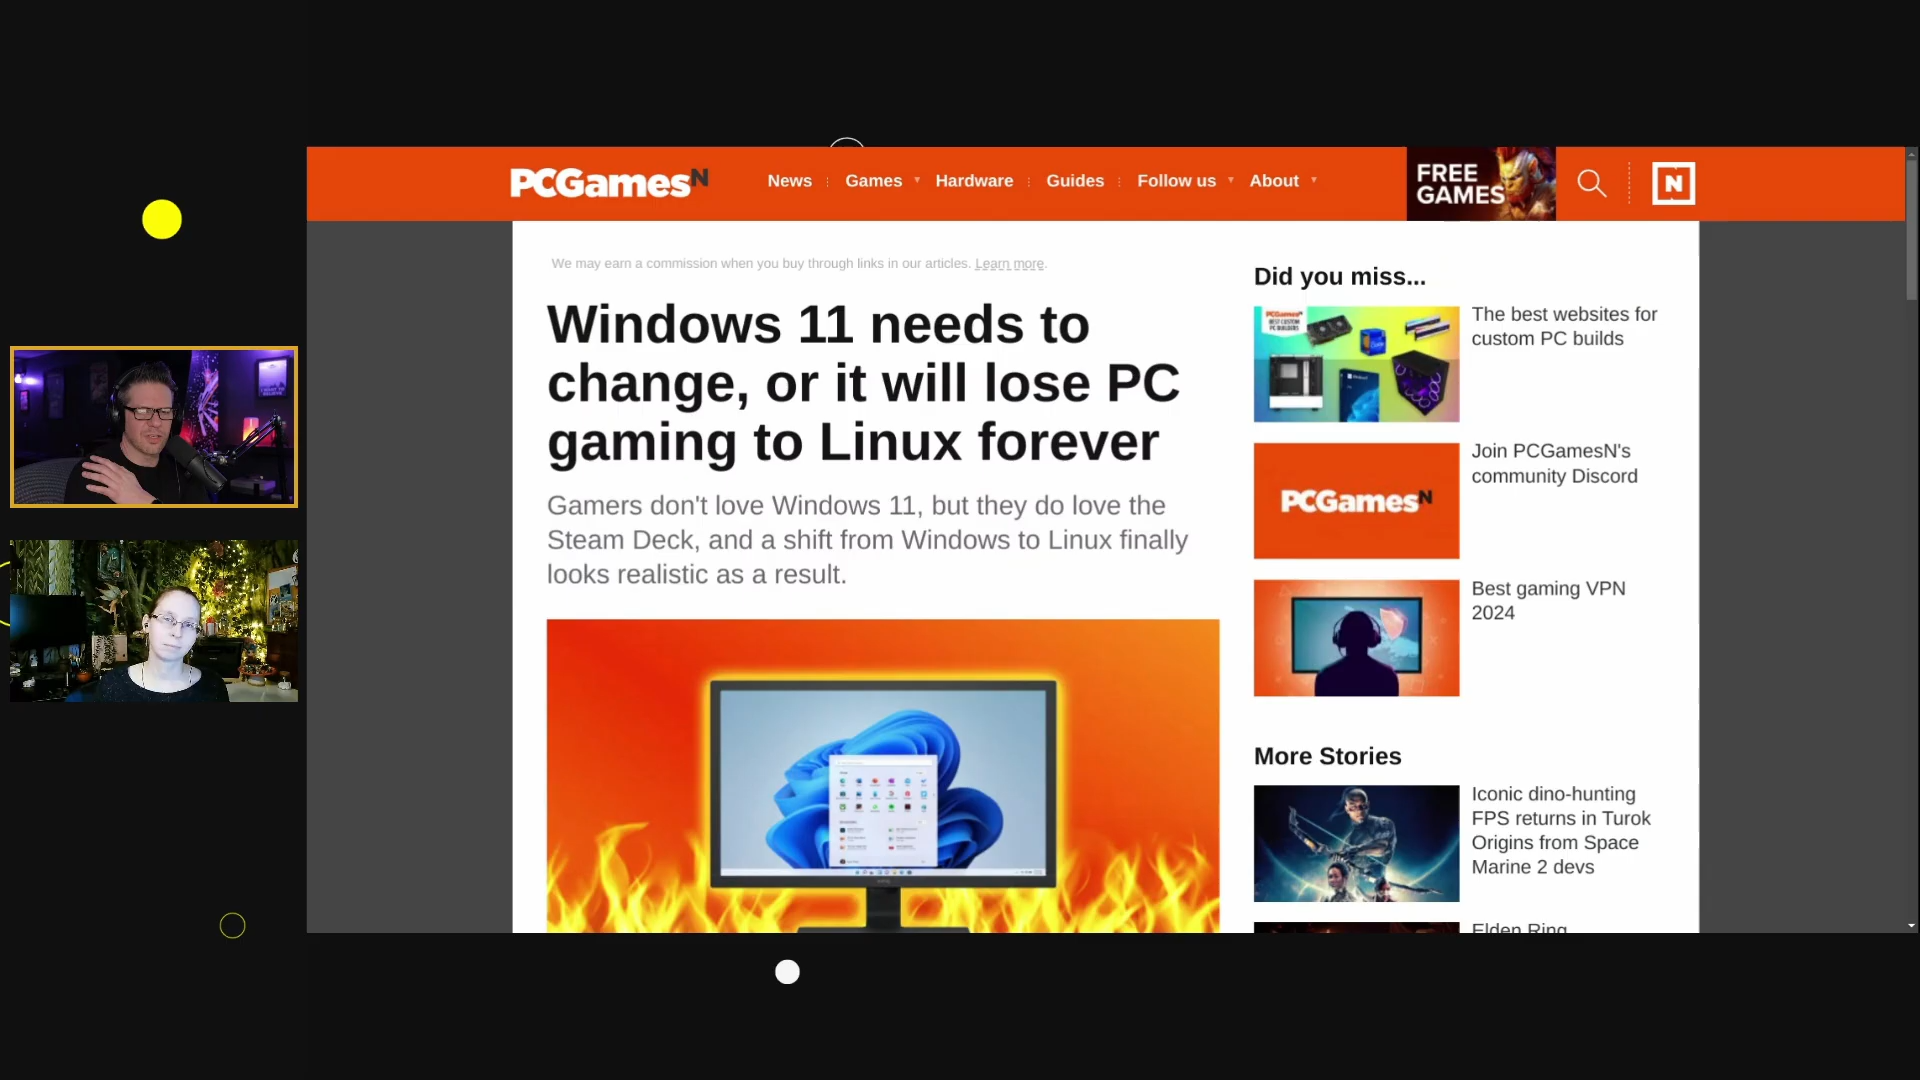 PCGamesN
News
Games
Hardware
Guides
Follow us
About
FREE
GAMES
N
We may earn a commission when you buy through links in our articles. Learn more.
Windows 11 needs to
change, or it will lose PC
gaming to Linux forever
Gamers don't love Windows 11, but they do love the
Steam Deck, and a shift from Windows to Linux finally
looks realistic as a result.
Did you miss...
PCGamesN
The best websites for
custom PC builds
PCGamesN
Join PCGamesN's
community Discord
Best gaming VPN
2024
More Stories
Iconic dino-hunting
FPS returns in Turok
Origins from Space
Marine 2 devs
Elden Ring